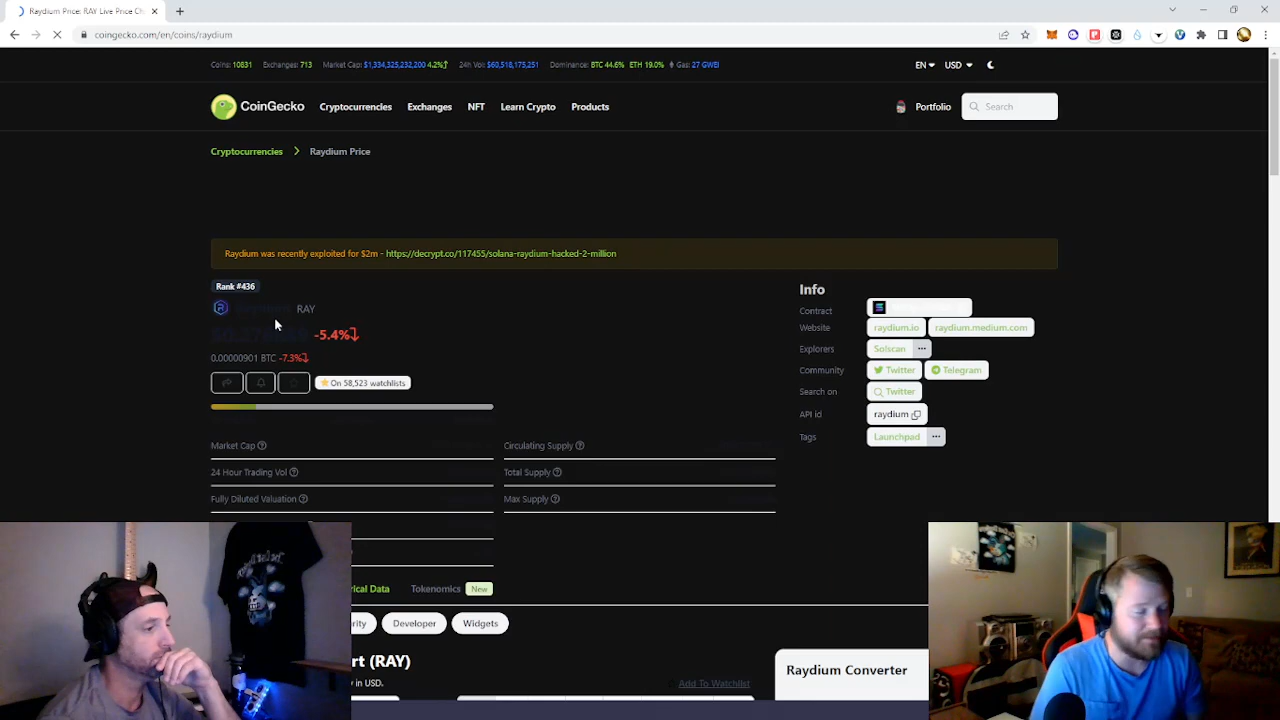 Raydium Price: RAY Live Price Ch
coingecko.com/en/coins/raydium
Coins: 10831 Exchanges: 713 Market Cap: $1,334,325,232,200 4.2% 24h Vol: $60,518,175,251 Dominance: BTC 44.6% ETH 19.0% Gas: 27 GWEI EN USD
CoinGecko Cryptocurrencies Exchanges NFT Learn Crypto Products Portfolio Search
Cryptocurrencies > Raydium Price
Raydium was recently exploited for $2m - https://decrypt.co/117455/solana-raydium-hacked-2-million
Rank #436
RAY
-5.4%
0.00000901 BTC -7.3%
On 58,523 watchlists
Market Cap
24 Hour Trading Vol
Fully Diluted Valuation
Circulating Supply
Total Supply
Max Supply
Info
Contract
Website raydium.io raydium.medium.com
Explorers Solscan ...
Community Twitter Telegram
Search on Twitter
API id raydium
Tags Launchpad ...
rical Data Tokenomics New
rity Developer Widgets
rt (RAY)
y in USD.
Add To Watchlist
Raydium Converter